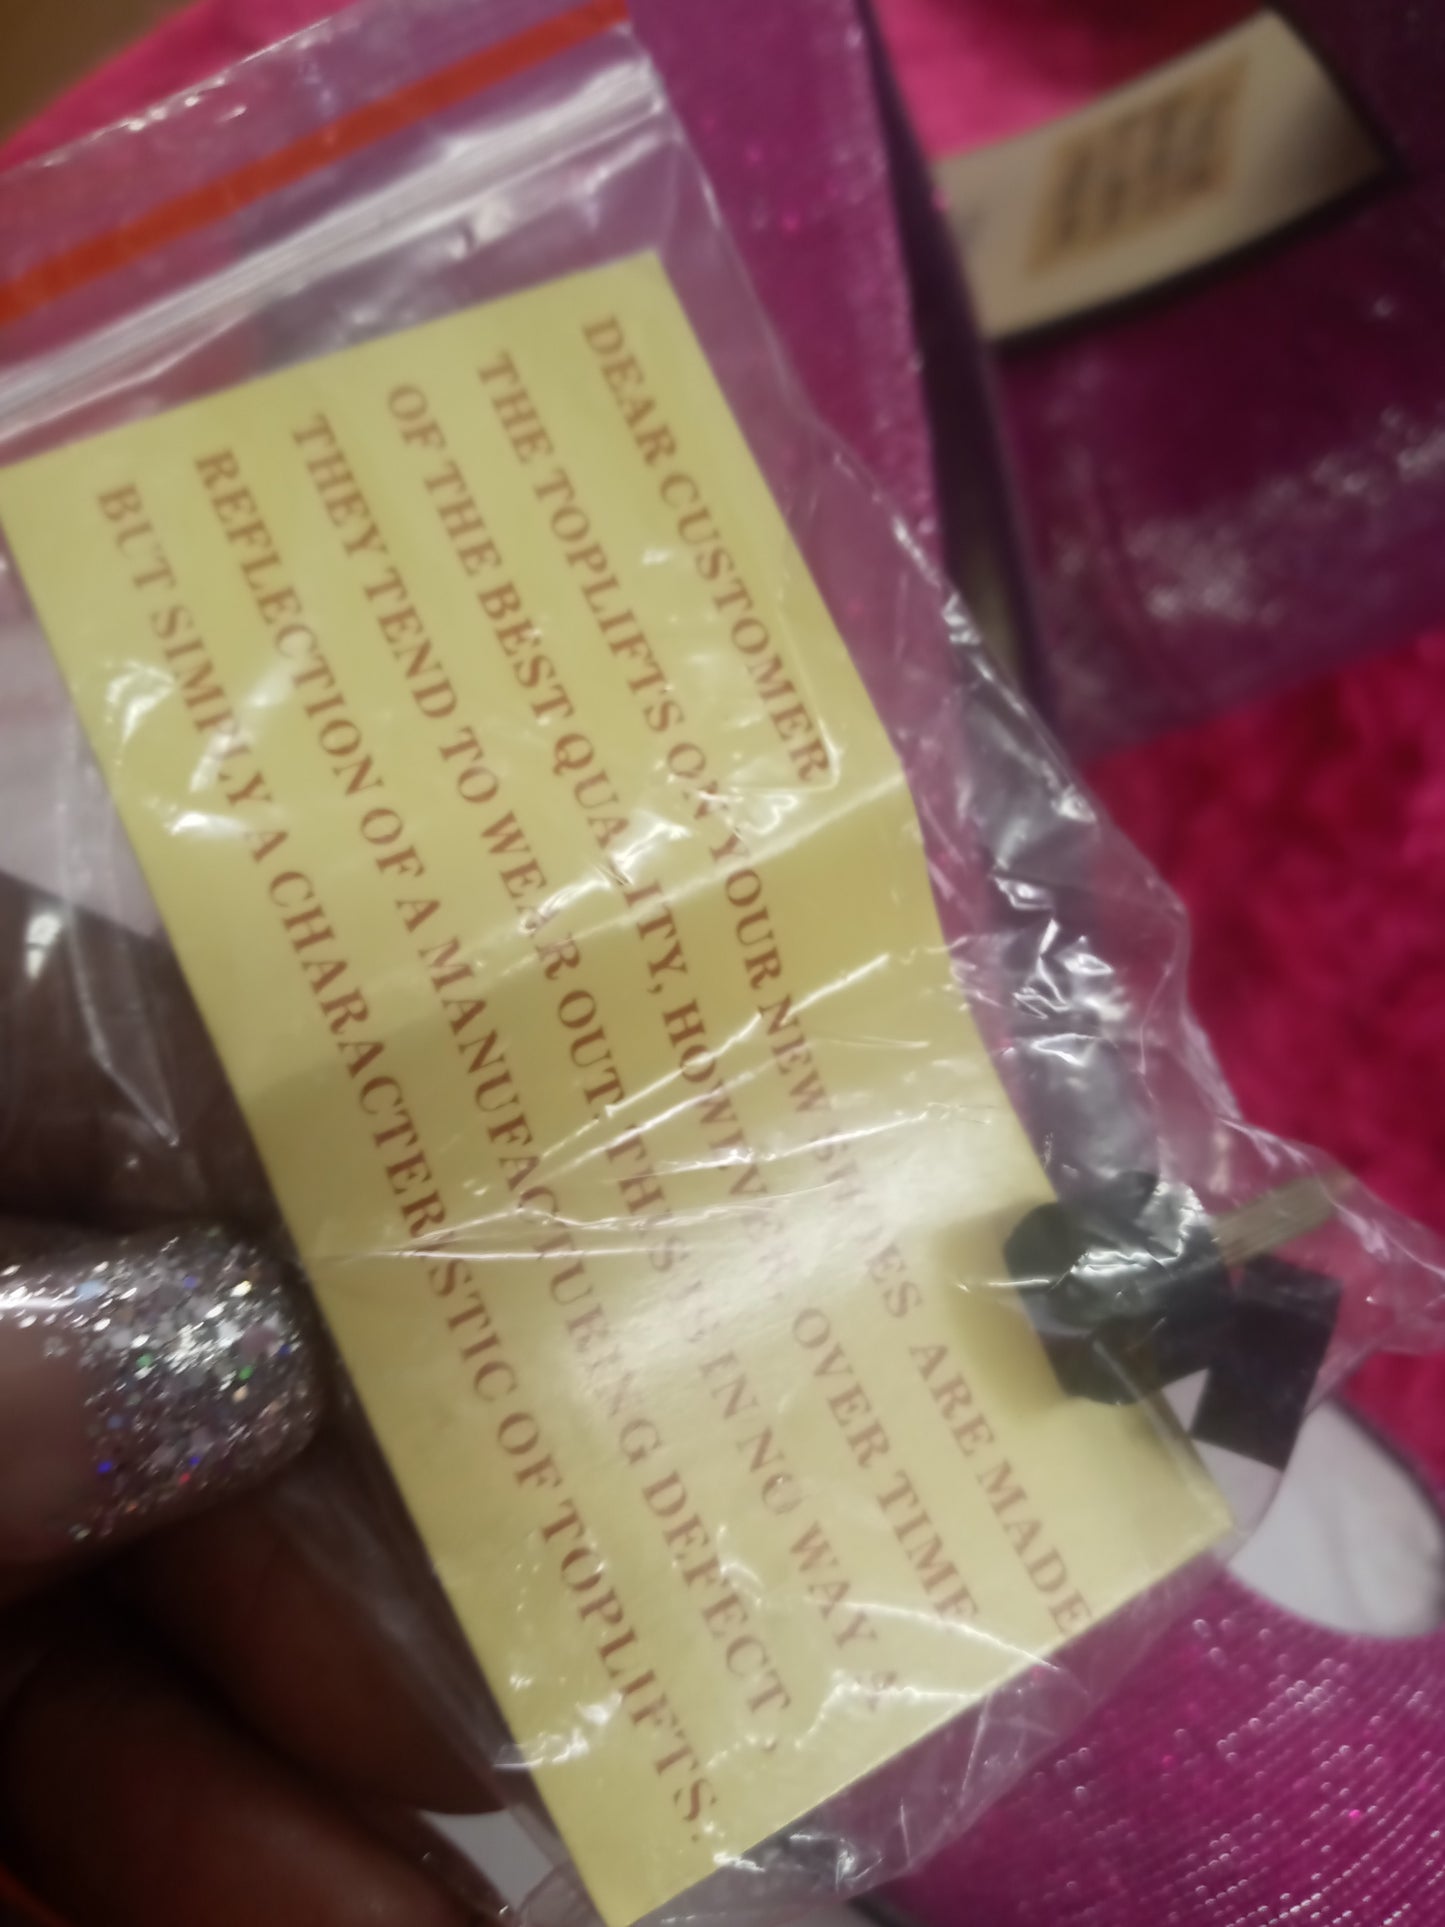 DEAR CUSTOMER
THE TOPLIFTS ON YOUR NEW SHOES ARE MADE
OF THE BEST QUALITY, HOWEVER, OVER TIME
THEY TEND TO WEAR OUT. THIS IS IN NO WAY A
REFLECTION OF A MANUFACTURING DEFECT,
BUT SIMPLY A CHARACTERISTIC OF TOPLIFTS.